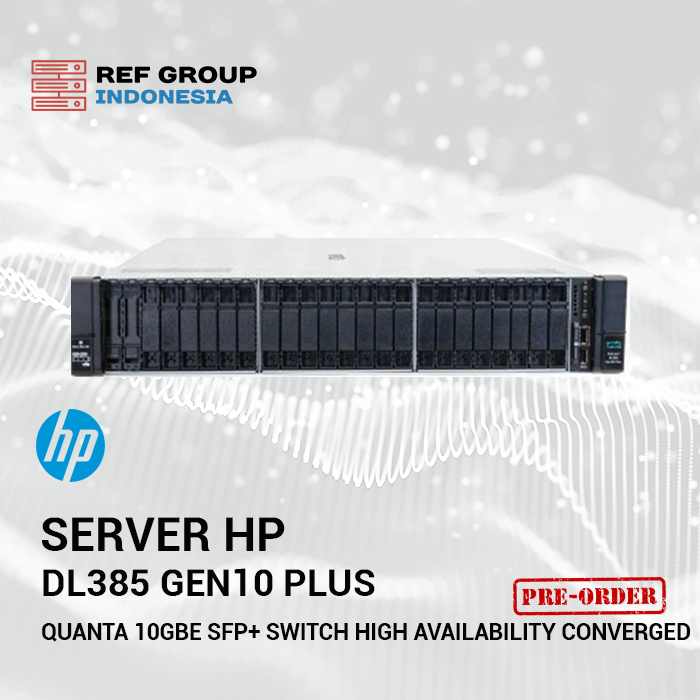 REF GROUP
INDONESIA
hp
SERVER HP
DL385 GEN10 PLUS
PRE-ORDER
QUANTA 10GBE SFP+ SWITCH HIGH AVAILABILITY CONVERGED